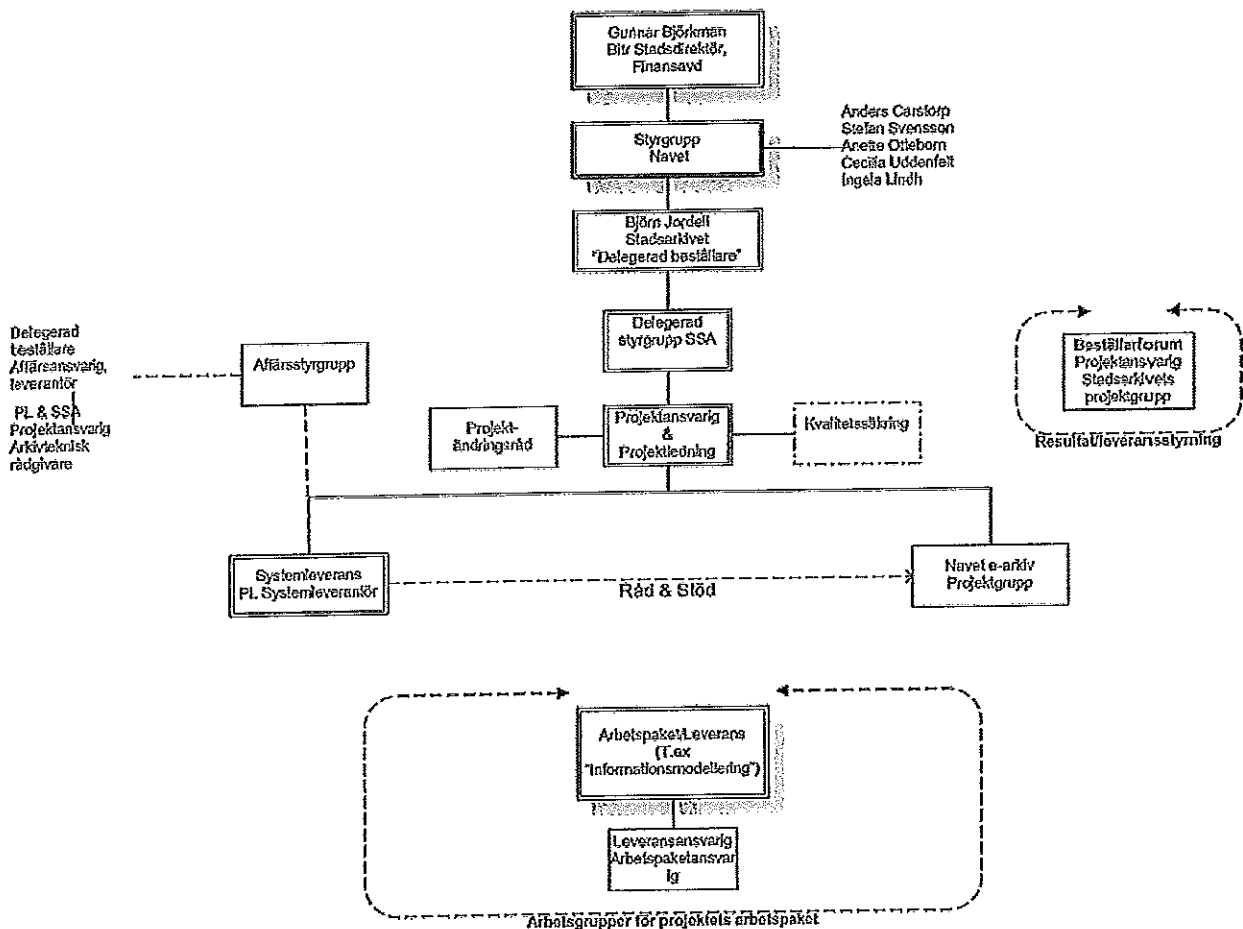 Gunnar Björkman
Bitr Stadsdirektör,
Finansavd
Styrgrupp
Navet
Anders Carstorp
Stefan Svensson
Anette Otteborn
Cecilia Uddenfelt
Ingela Lindh
Björn Jordell
Stadsarkivet
"Delegerad beställare"
Delegerad
styrgrupp SSA
Delegerad
beställare
Affärsansvarig,
leverantör
PL & SSA
Projektansvarig
Arkivteknisk
rådgivare
Affärsstyrgrupp
Projekt-
ändringsråd
Projektansvarig
&
Projektledning
Kvalitetssäkring
Beställarforum
Projektansvarig
Stadsarkivets
projektgrupp
Resultat/leveransstyrning
Systemleverans
PL Systemleverantör
Råd & Stöd
Navet e-arkiv
Projektgrupp
Arbetspaket/Leverans
(T.ex
"Informationsmodellering")
Leveransansvarig
Arbetspaketansvar
ig
Arbetsgrupper för projektets arbetspaket